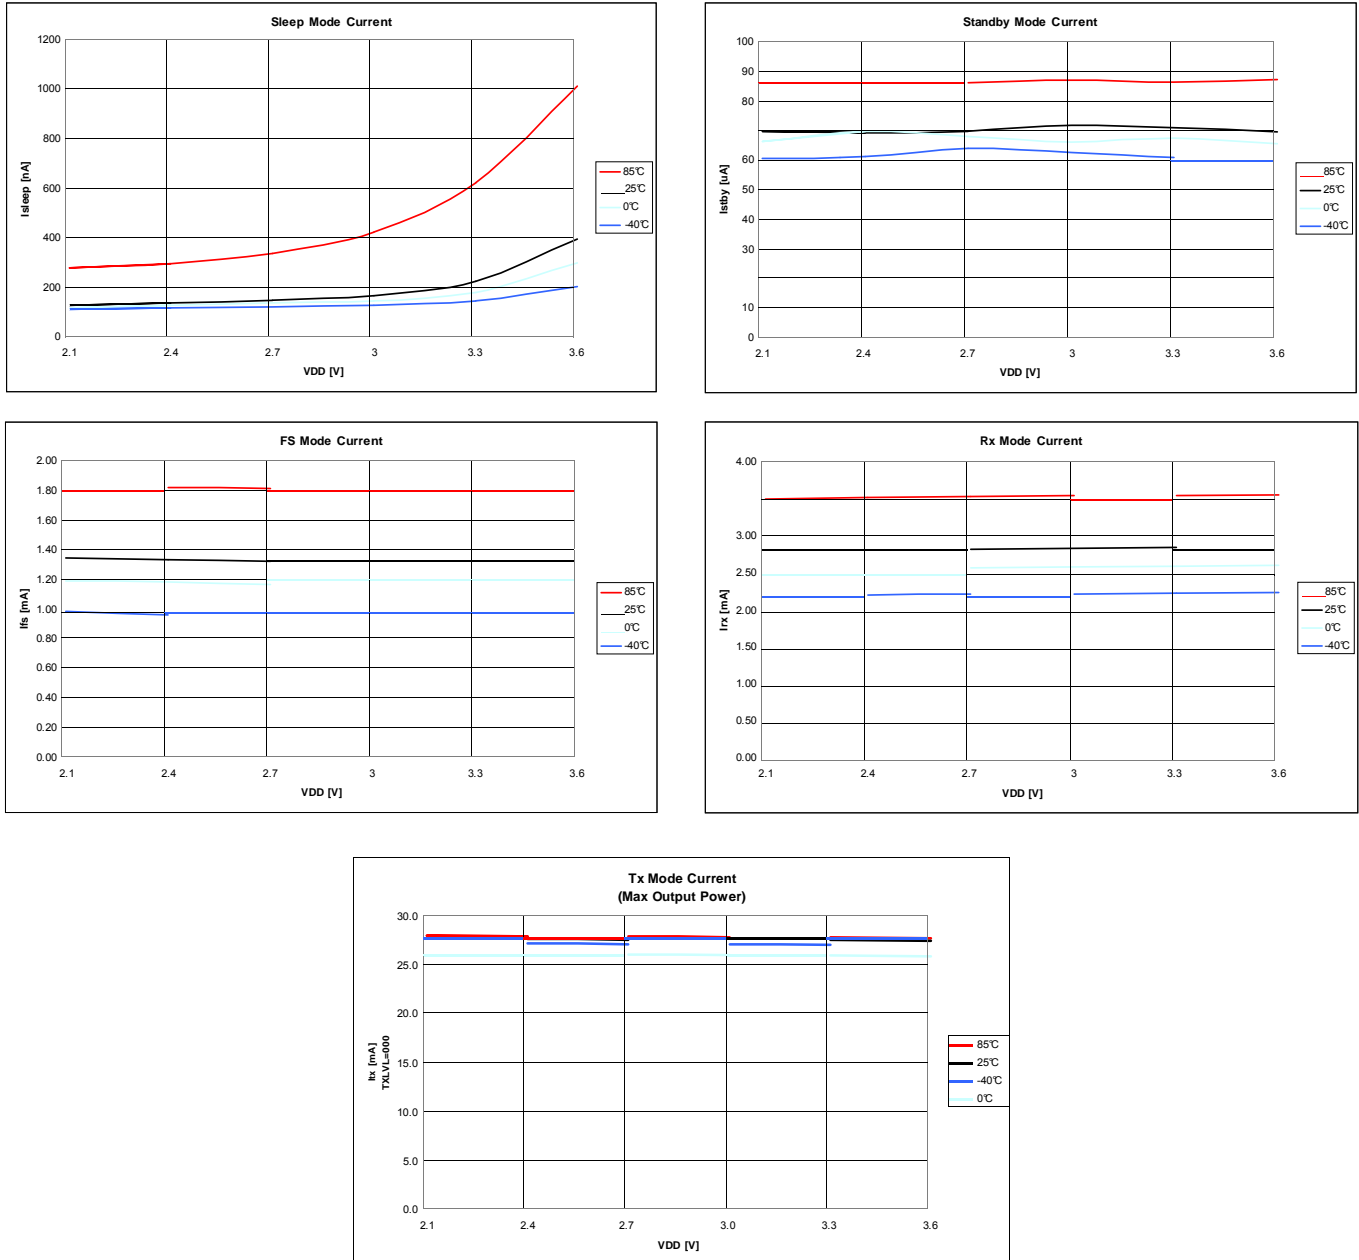 Sleep Mode Current
1200
1000
800
600
400
200
0
Isleep [nA]
2.1 2.4 2.7 3 3.3 3.6
VDD [V]
85°C
25°C
0°C
-40°C
Standby Mode Current
100
90
80
70
60
50
40
30
20
10
0
Istby [uA]
2.1 2.4 2.7 3 3.3 3.6
VDD [V]
85°C
25°C
0°C
-40°C
FS Mode Current
2.00
1.80
1.60
1.40
1.20
1.00
0.80
0.60
0.40
0.20
0.00
Ifs [mA]
2.1 2.4 2.7 3 3.3 3.6
VDD [V]
85°C
25°C
0°C
-40°C
Rx Mode Current
4.00
3.50
3.00
2.50
2.00
1.50
1.00
0.50
0.00
Irx [mA]
2.1 2.4 2.7 3 3.3 3.6
VDD [V]
85°C
25°C
0°C
-40°C
Tx Mode Current
(Max Output Power)
30.0
25.0
20.0
15.0
10.0
5.0
0.0
Itx [mA]
TXLVL=000
2.1 2.4 2.7 3.0 3.3 3.6
VDD [V]
85°C
25°C
-40°C
0°C